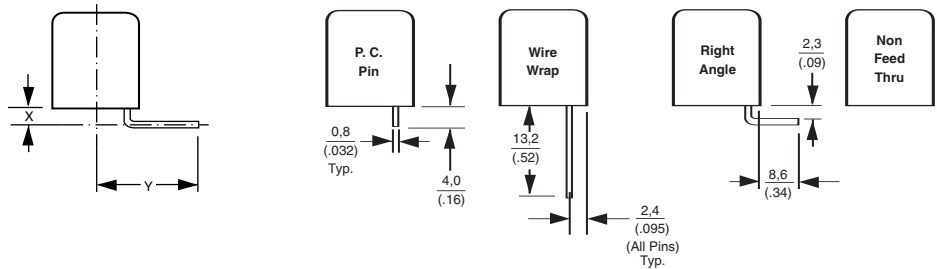 X
Y
P. C.
Pin
0,8
(.032)
Typ.
4,0
(.16)
Wire
Wrap
13,2
(.52)
2,4
(.095)
(All Pins)
Typ.
Right
Angle
2,3
(.09)
8,6
(.34)
Non
Feed
Thru